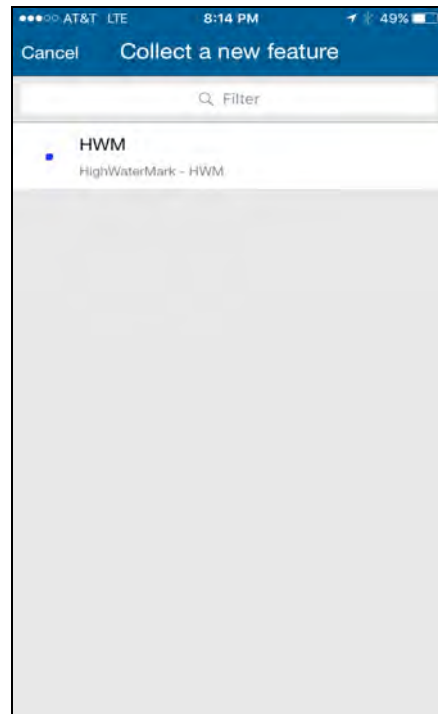 AT&T LTE 8:14 PM 49%
Cancel Collect a new feature
Filter
HWM
HighWaterMark - HWM